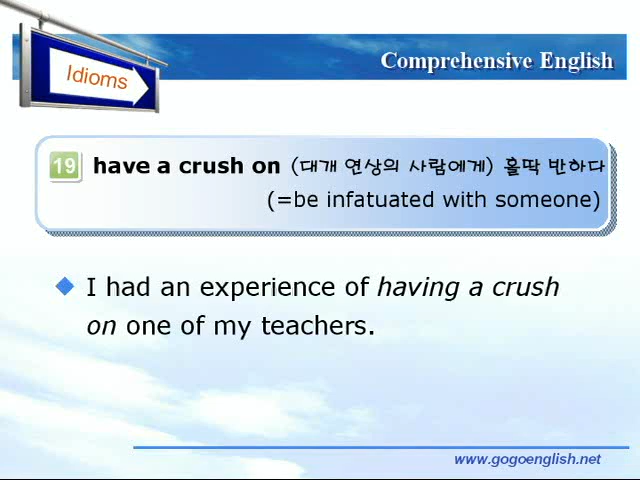 Idioms
Comprehensive English
19 have a crush on (대개 연상의 사람에게) 홀딱 반하다
(=be infatuated with someone)
I had an experience of having a crush
on one of my teachers.
www.gogoenglish.net